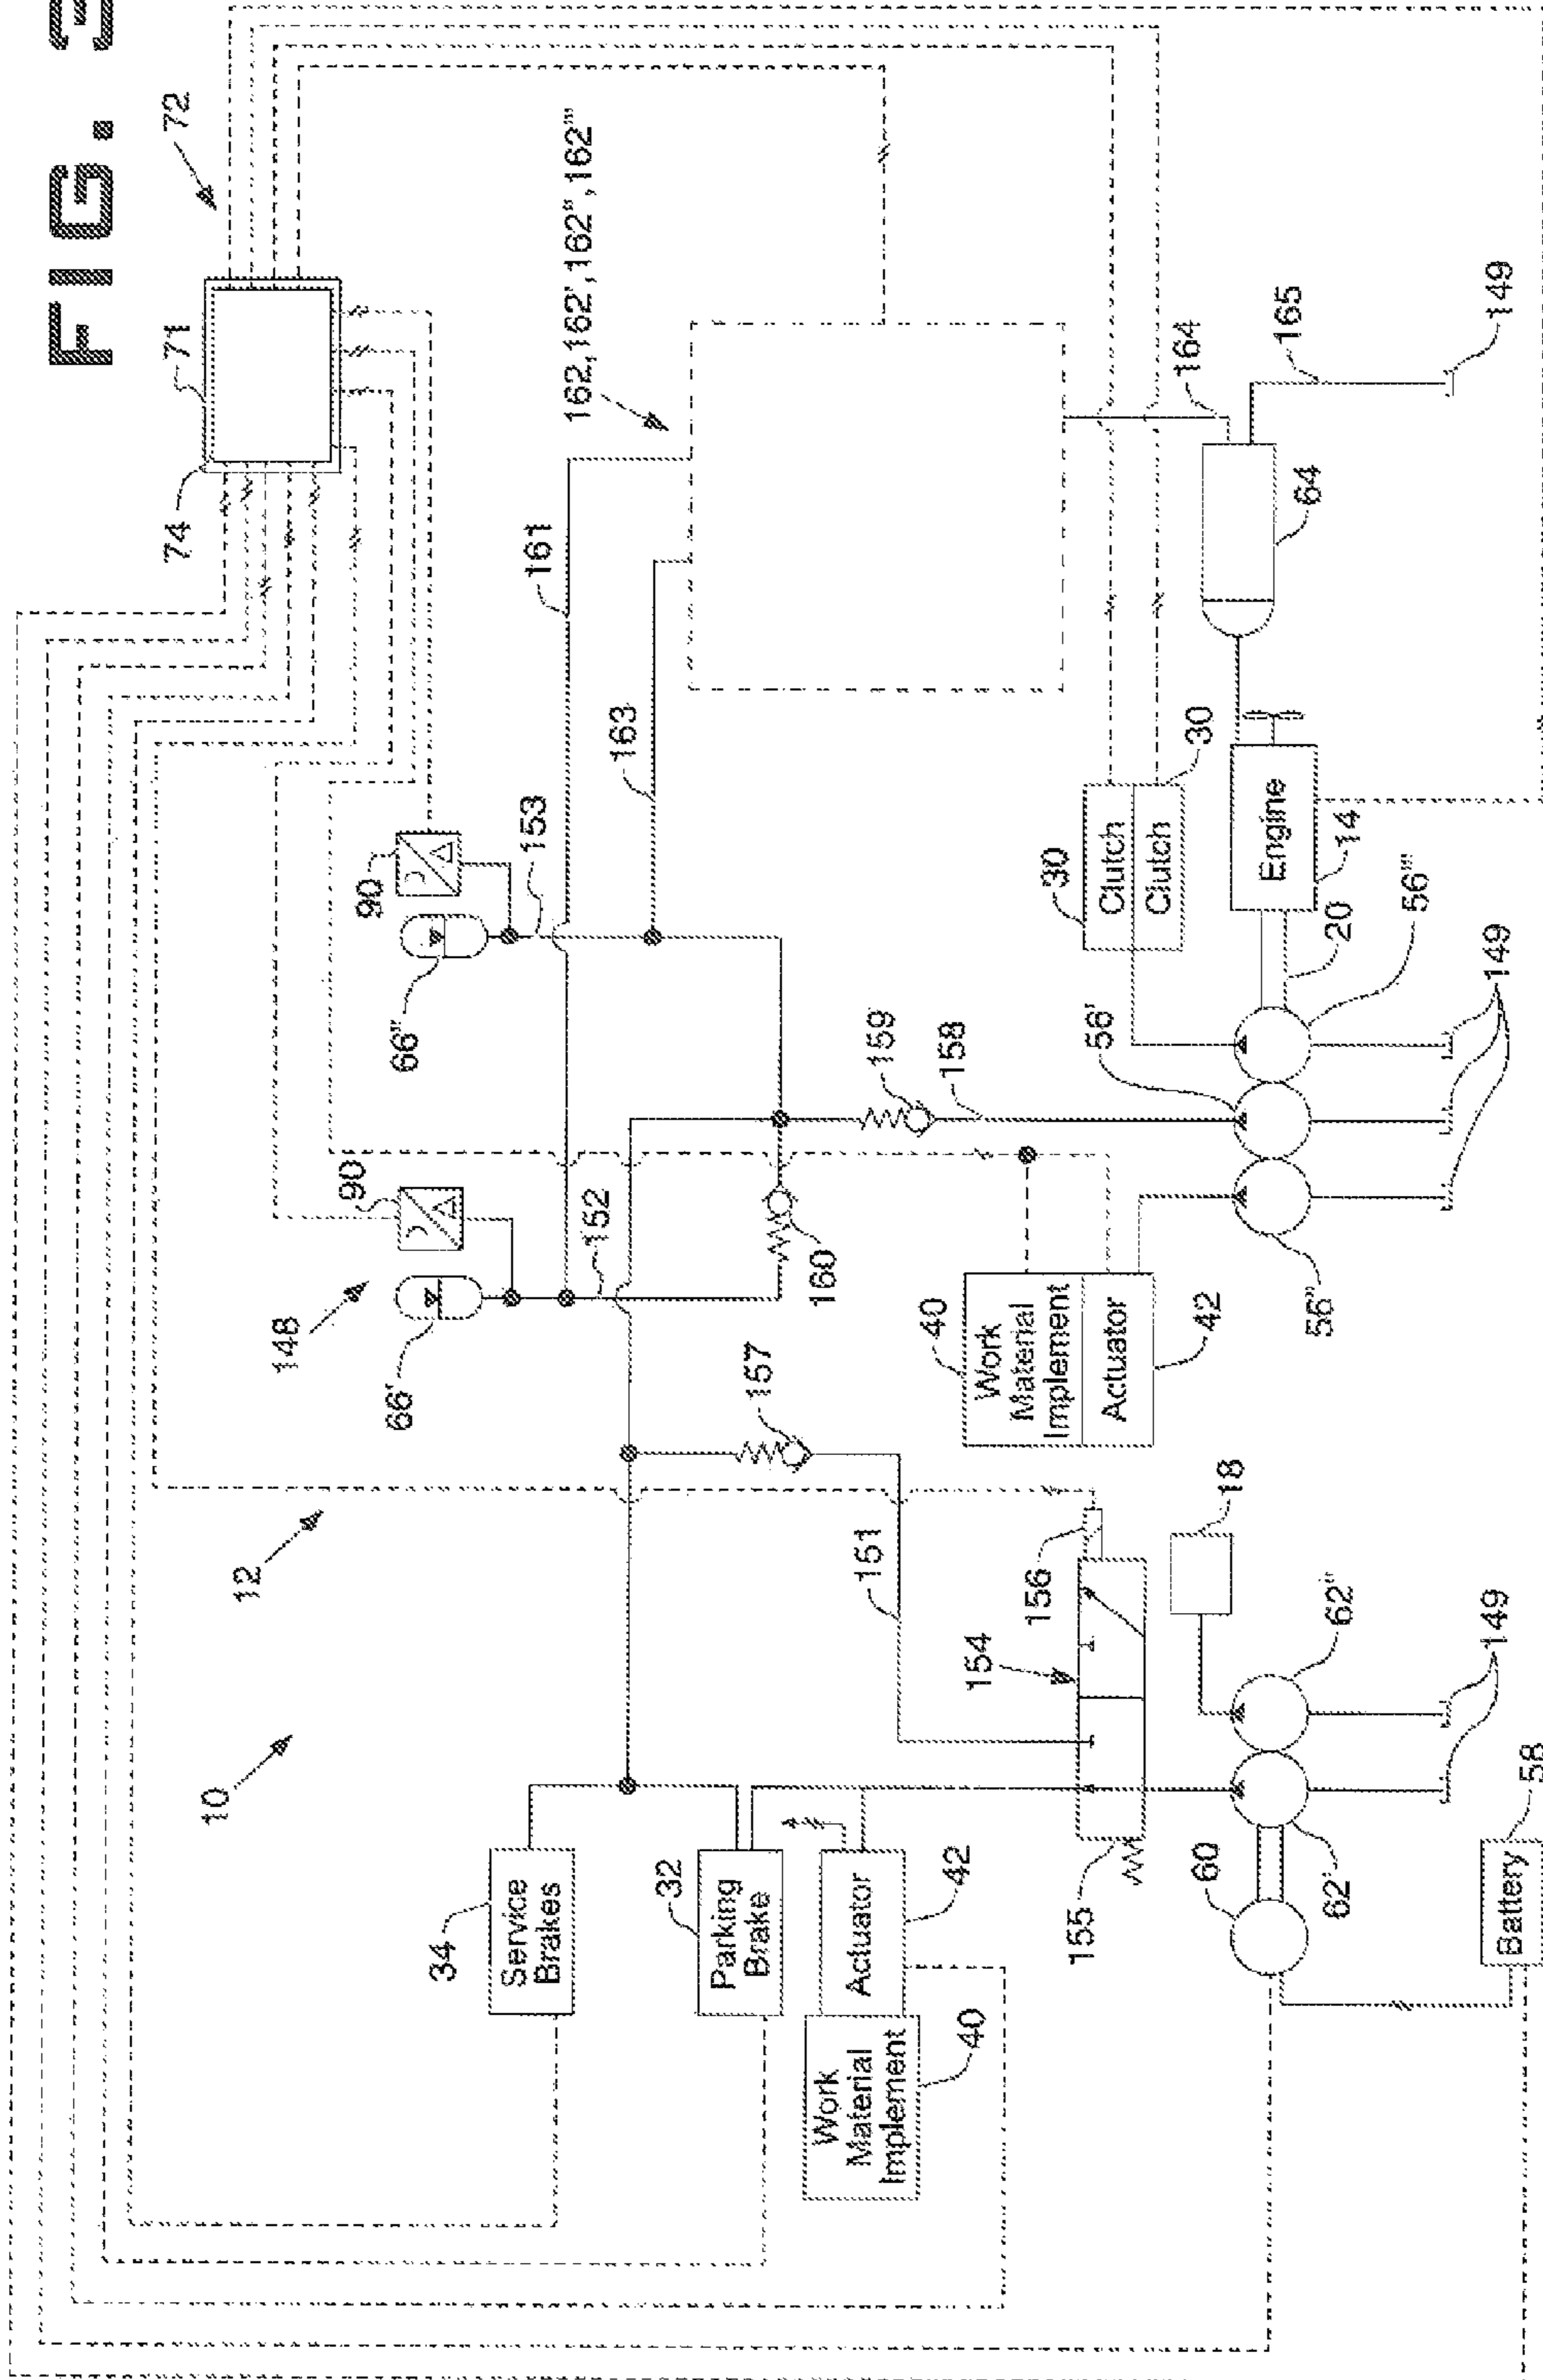 FIG. 3
74
71
72
10
12
148
66'
90
66"
90
34
Service
Brakes
152
153
161
162,162',162",162'"
163
32
Parking
Brake
157
160
159
158
151
Work
Material
Implement
40
Actuator
42
154
156
155
40
Work
Material
Implement
Actuator
42
30
Clutch
Clutch
30
164
165
64
18
60
62'
62"
149
58
Battery
56"
56'
56'"
20
Engine
14
149
149